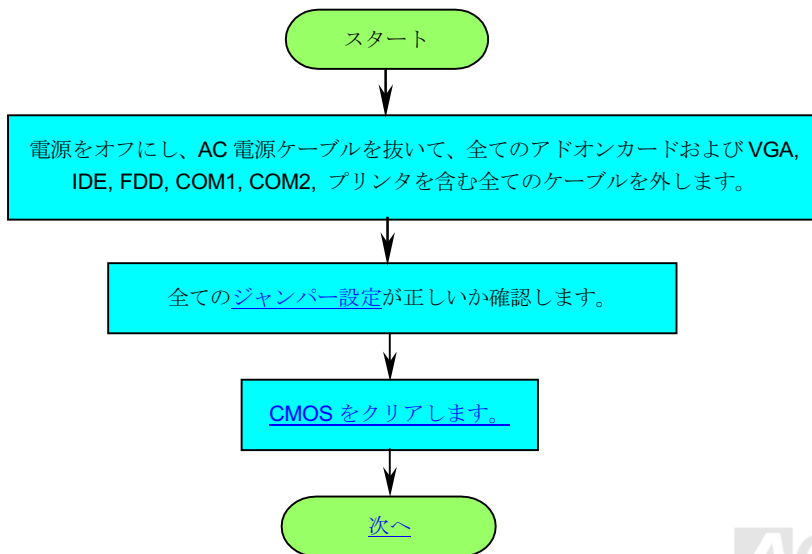 スタート
電源をオフにし、AC 電源ケーブルを抜いて、全てのアドオンカードおよび VGA,
IDE, FDD, COM1, COM2, プリンタを含む全てのケーブルを外します。
全てのジャンパー設定が正しいか確認します。
CMOS をクリアします。
次へ